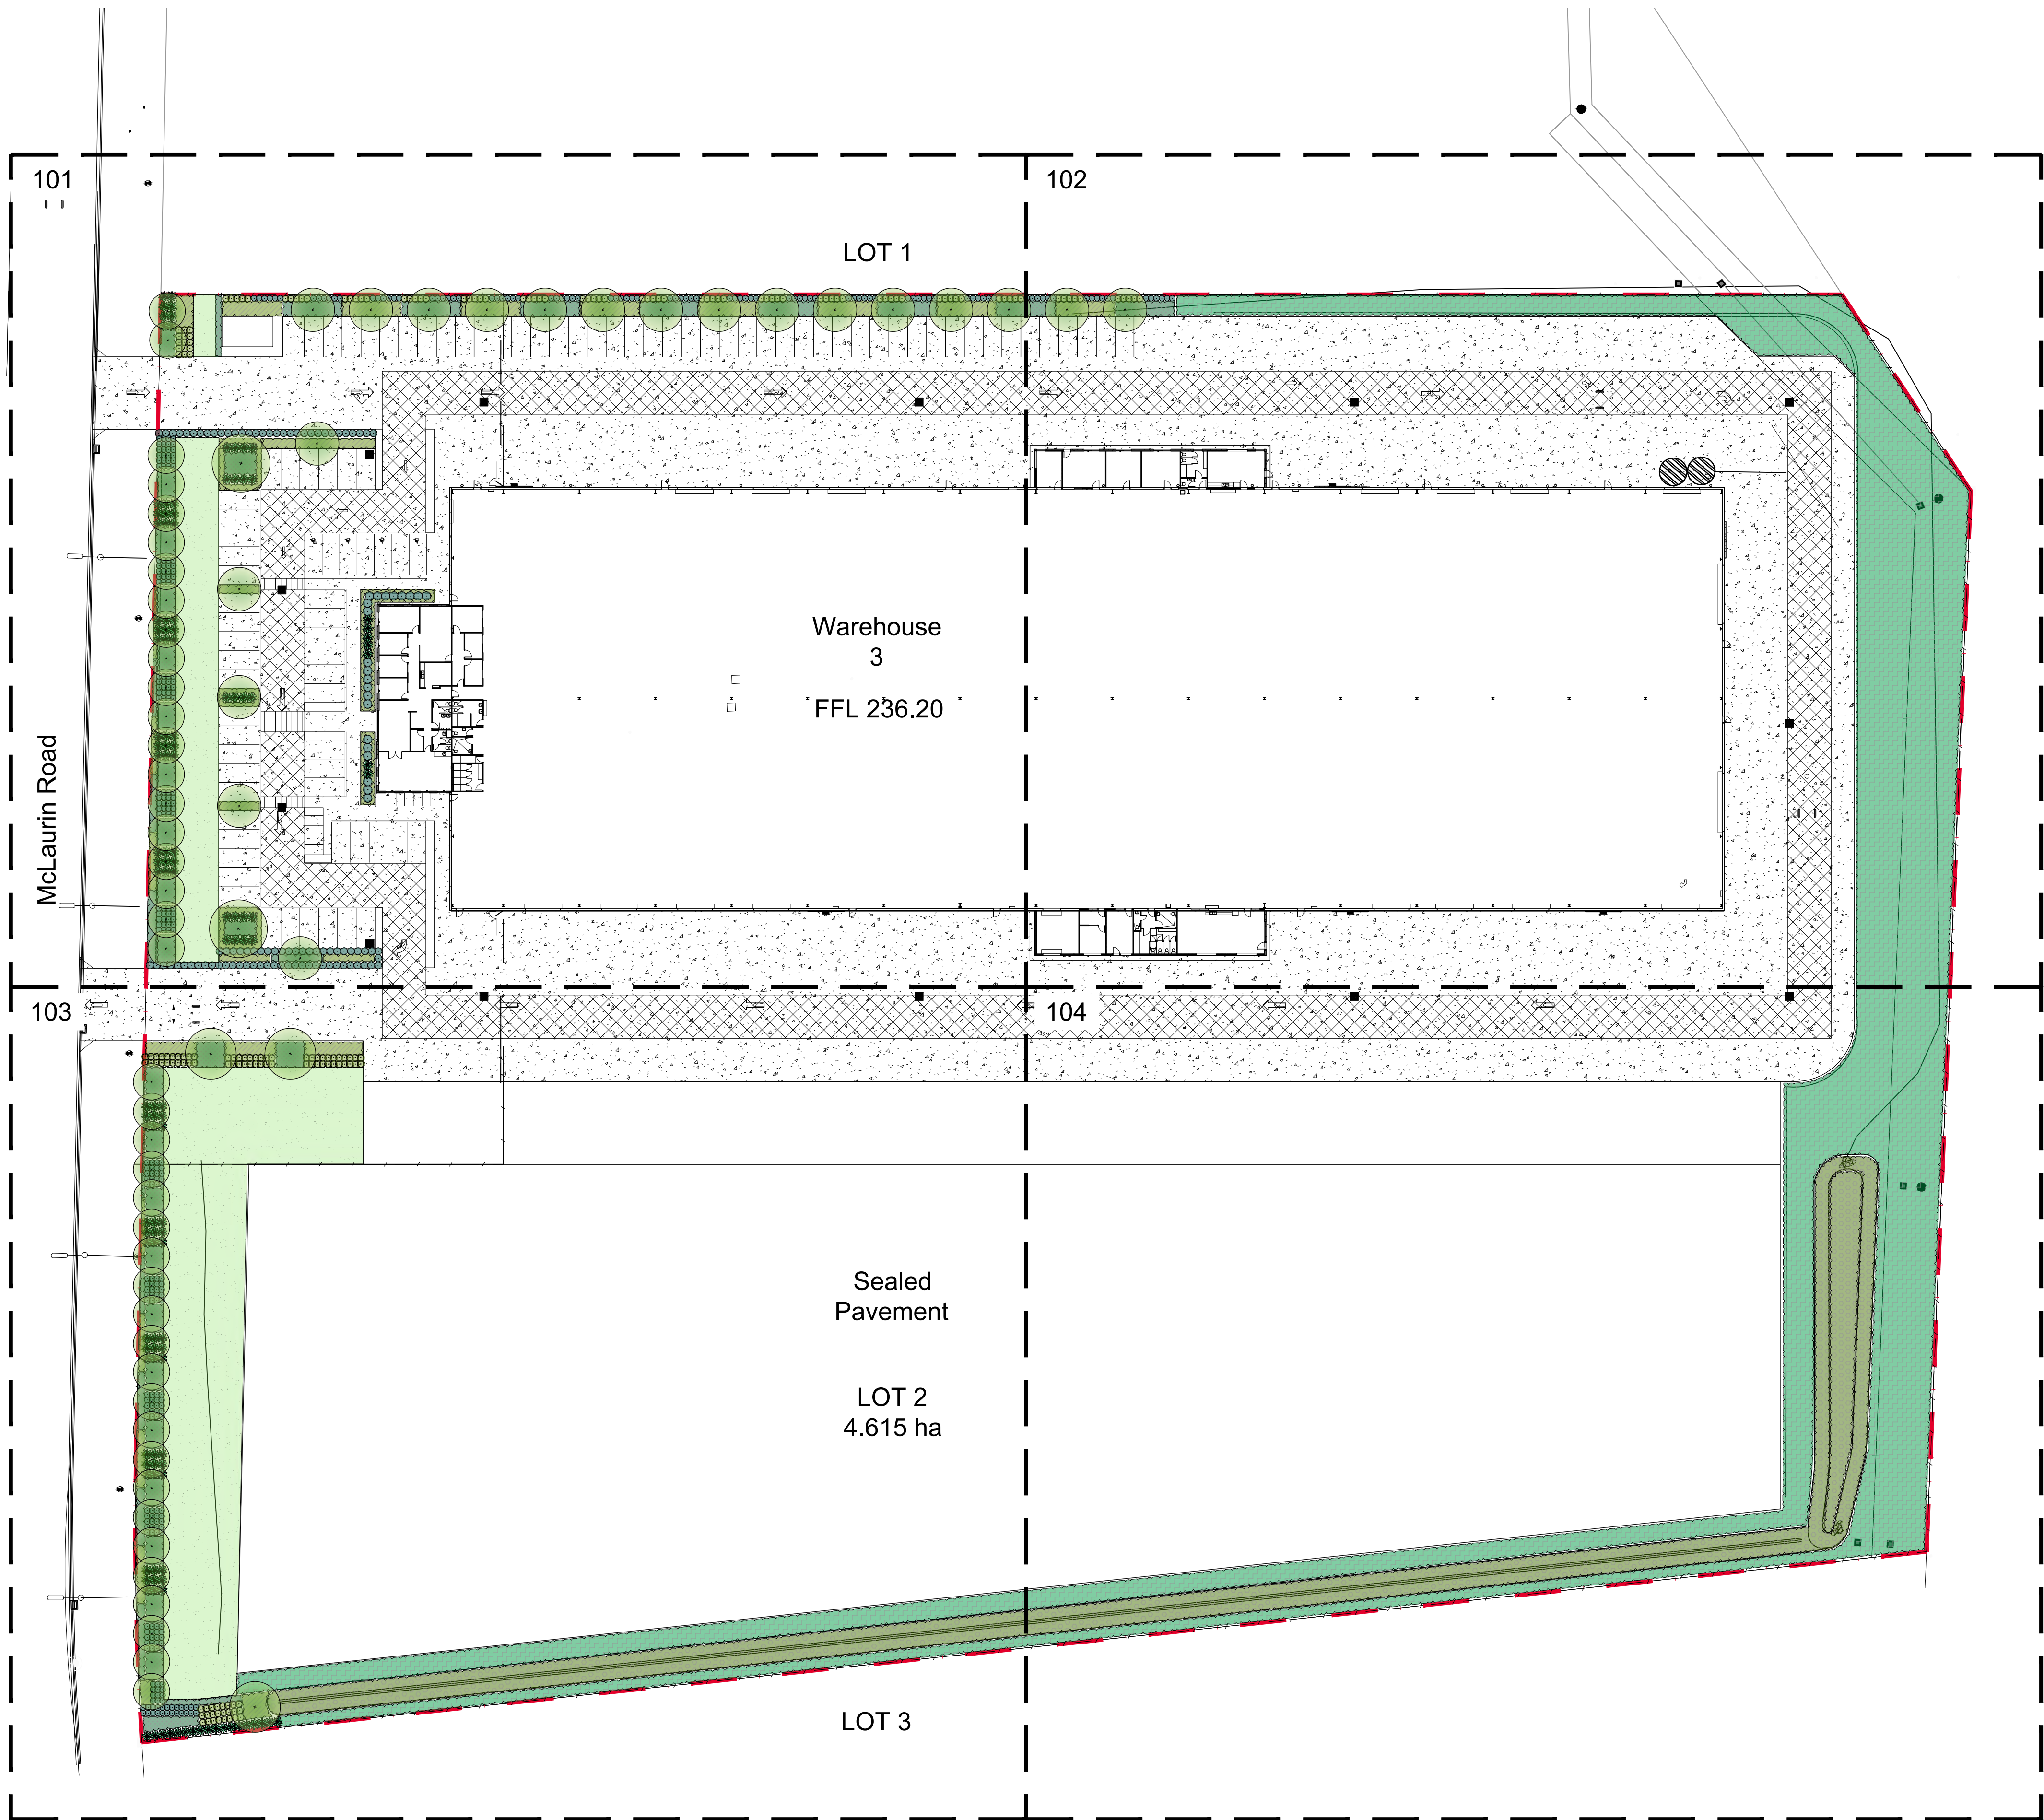 101
102
LOT 1
Warehouse
3
FFL 236.20
McLaurin Road
103
104
Sealed
Pavement
LOT 2
4.615 ha
LOT 3